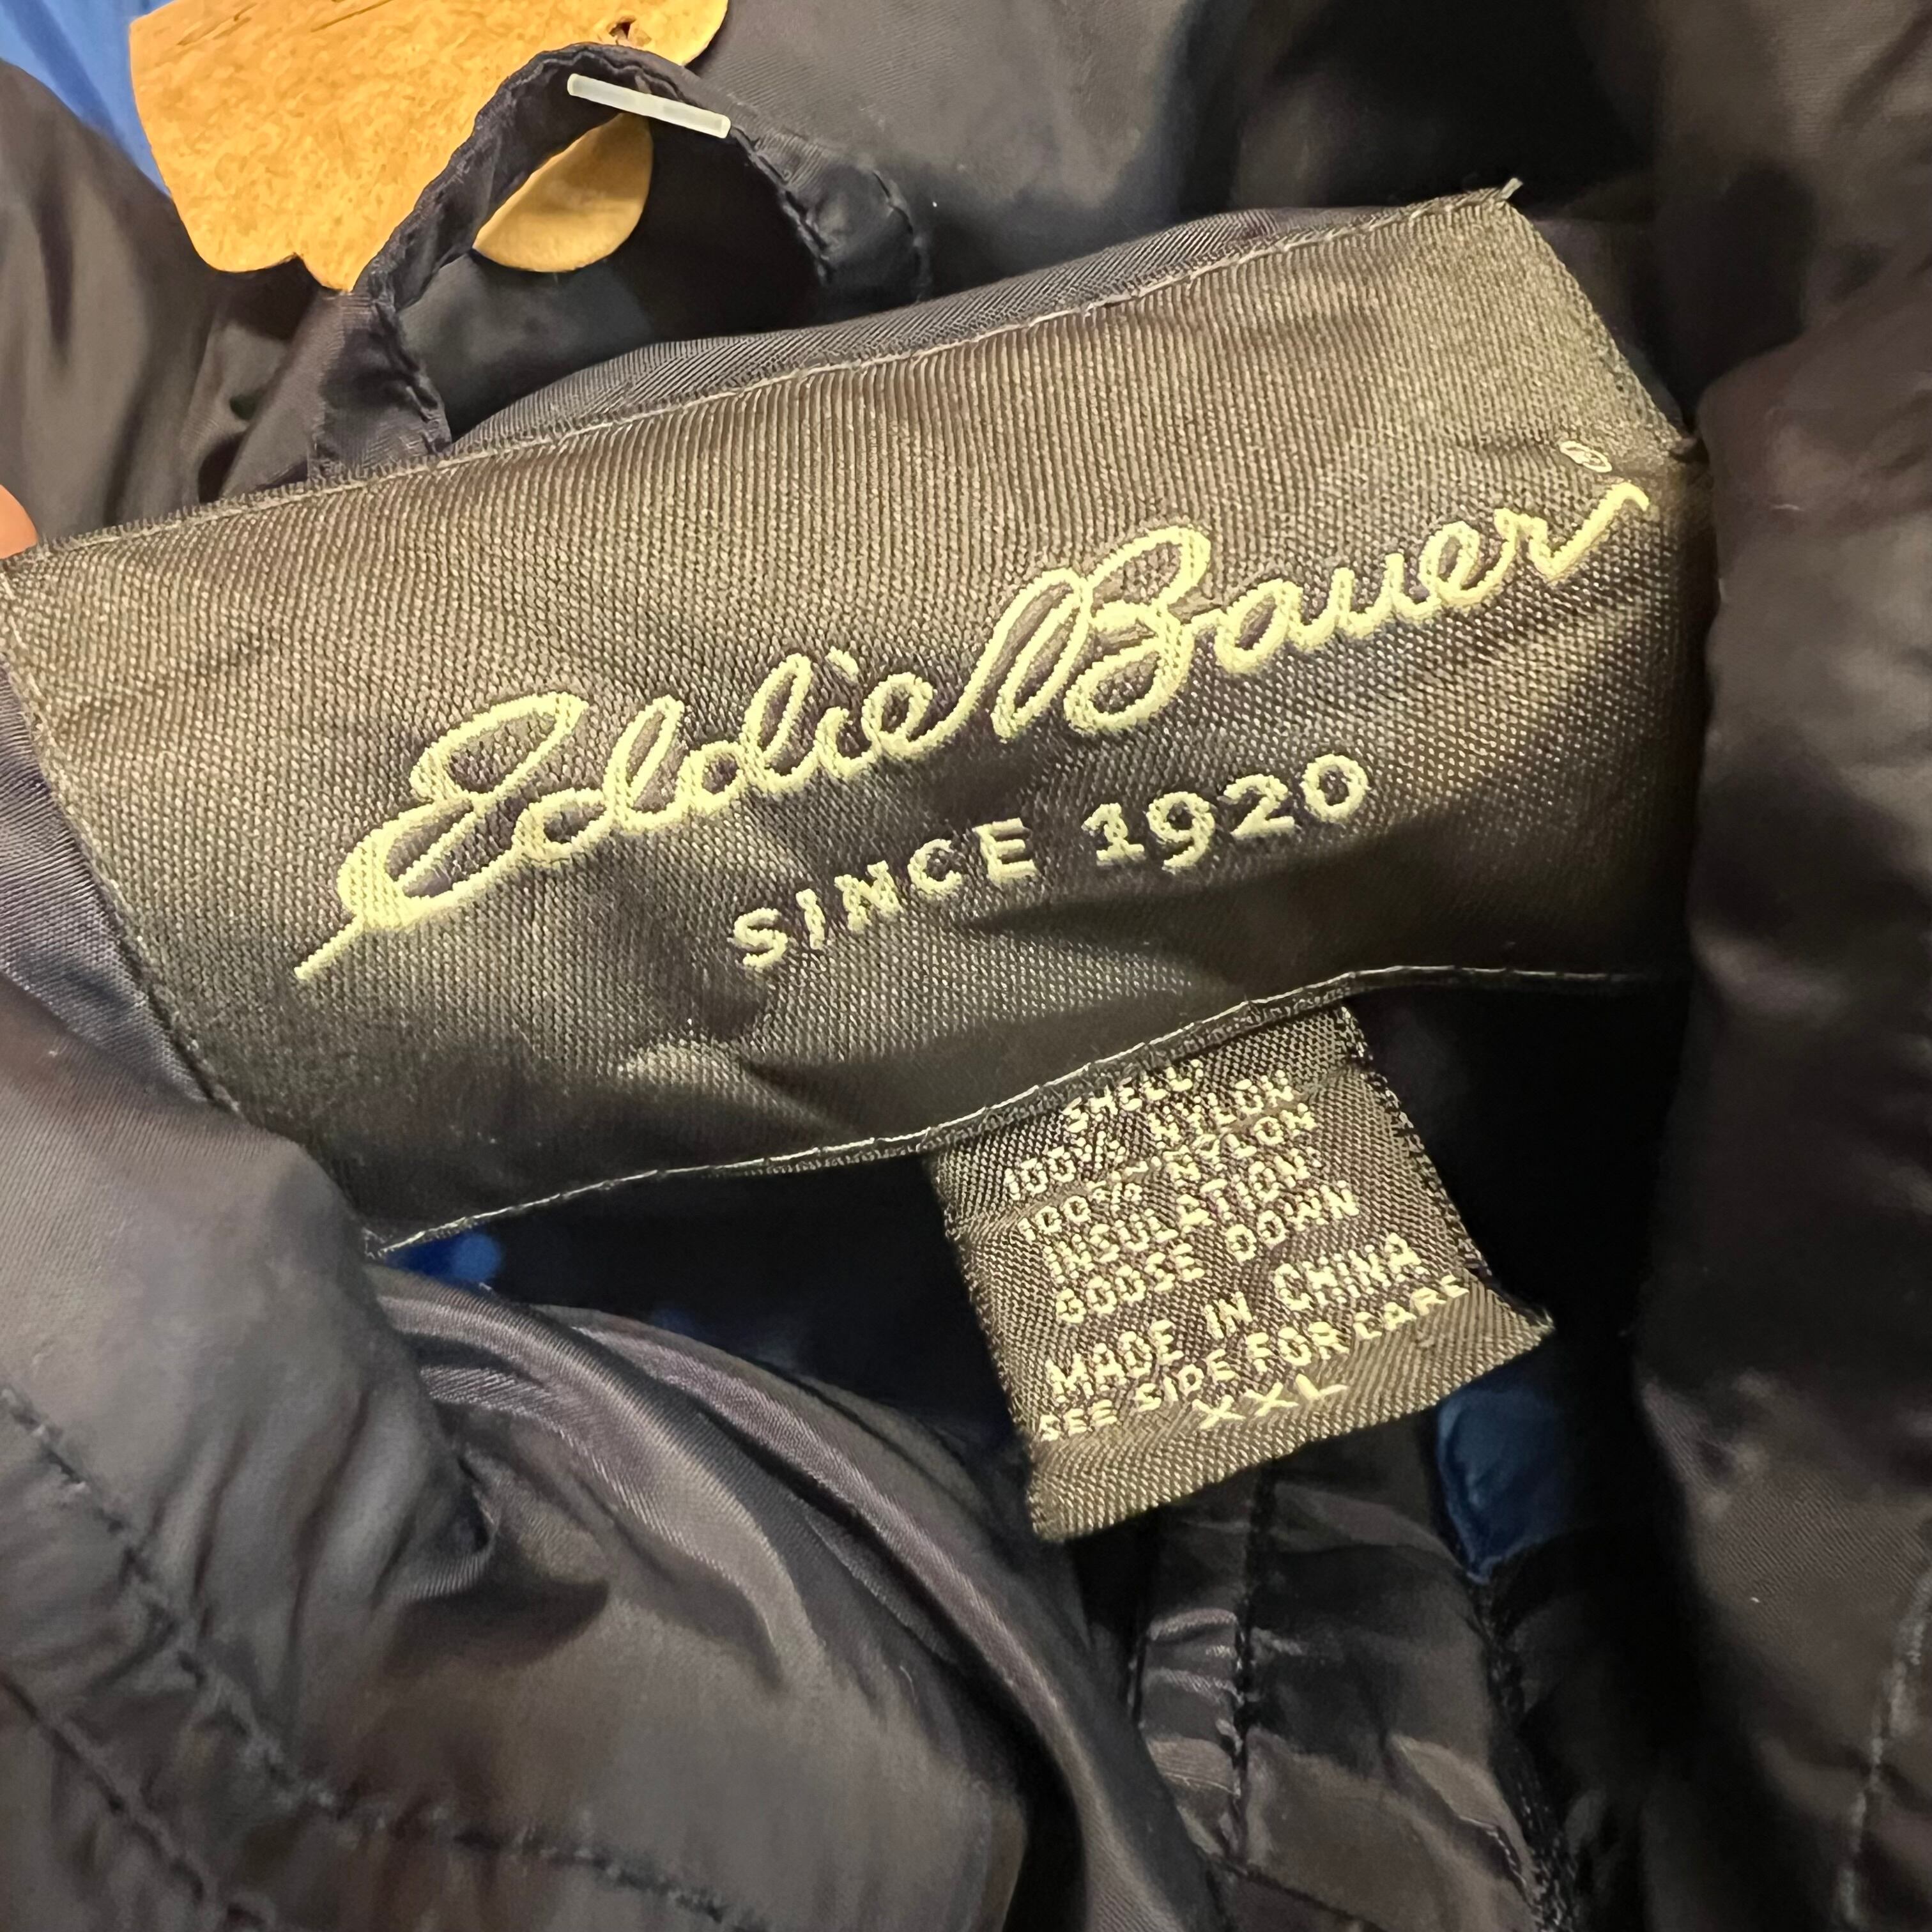 Eddie Bauer®
SINCE 1920
SHELL:
100% NYLON
100% NYLON
INSULATION:
GOOSE DOWN
MADE IN CHINA
SEE SIDE FOR CARE
XXL